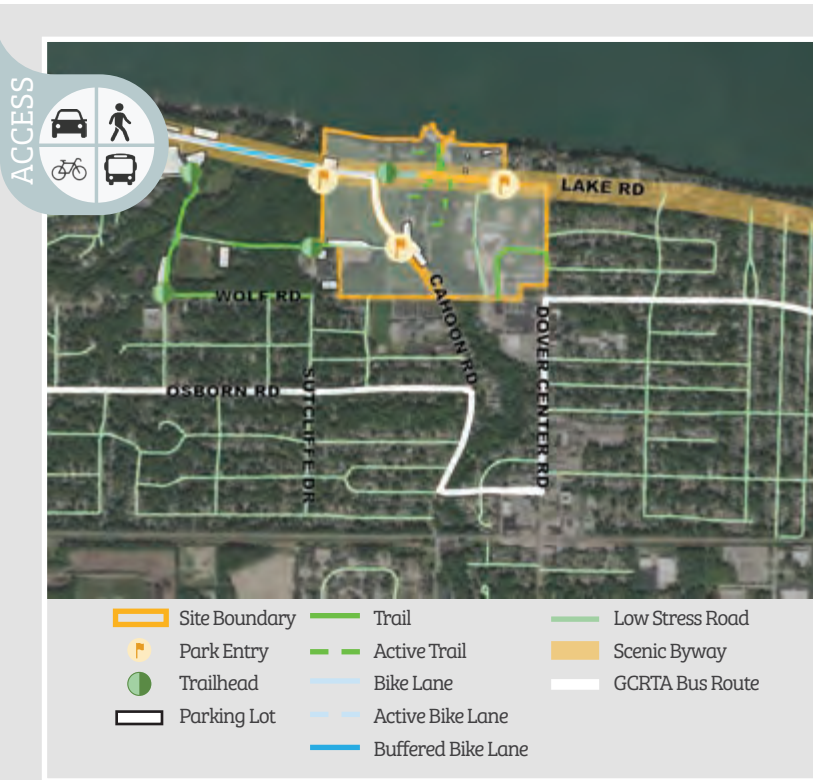 ACCESS
LAKE RD
WOLF RD
CAHOON RD
DOVER CENTER RD
OSBORN RD
SUTCLIFFE DR
Site Boundary
Park Entry
Trailhead
Parking Lot
Trail
Active Trail
Bike Lane
Active Bike Lane
Buffered Bike Lane
Low Stress Road
Scenic Byway
GCRTA Bus Route